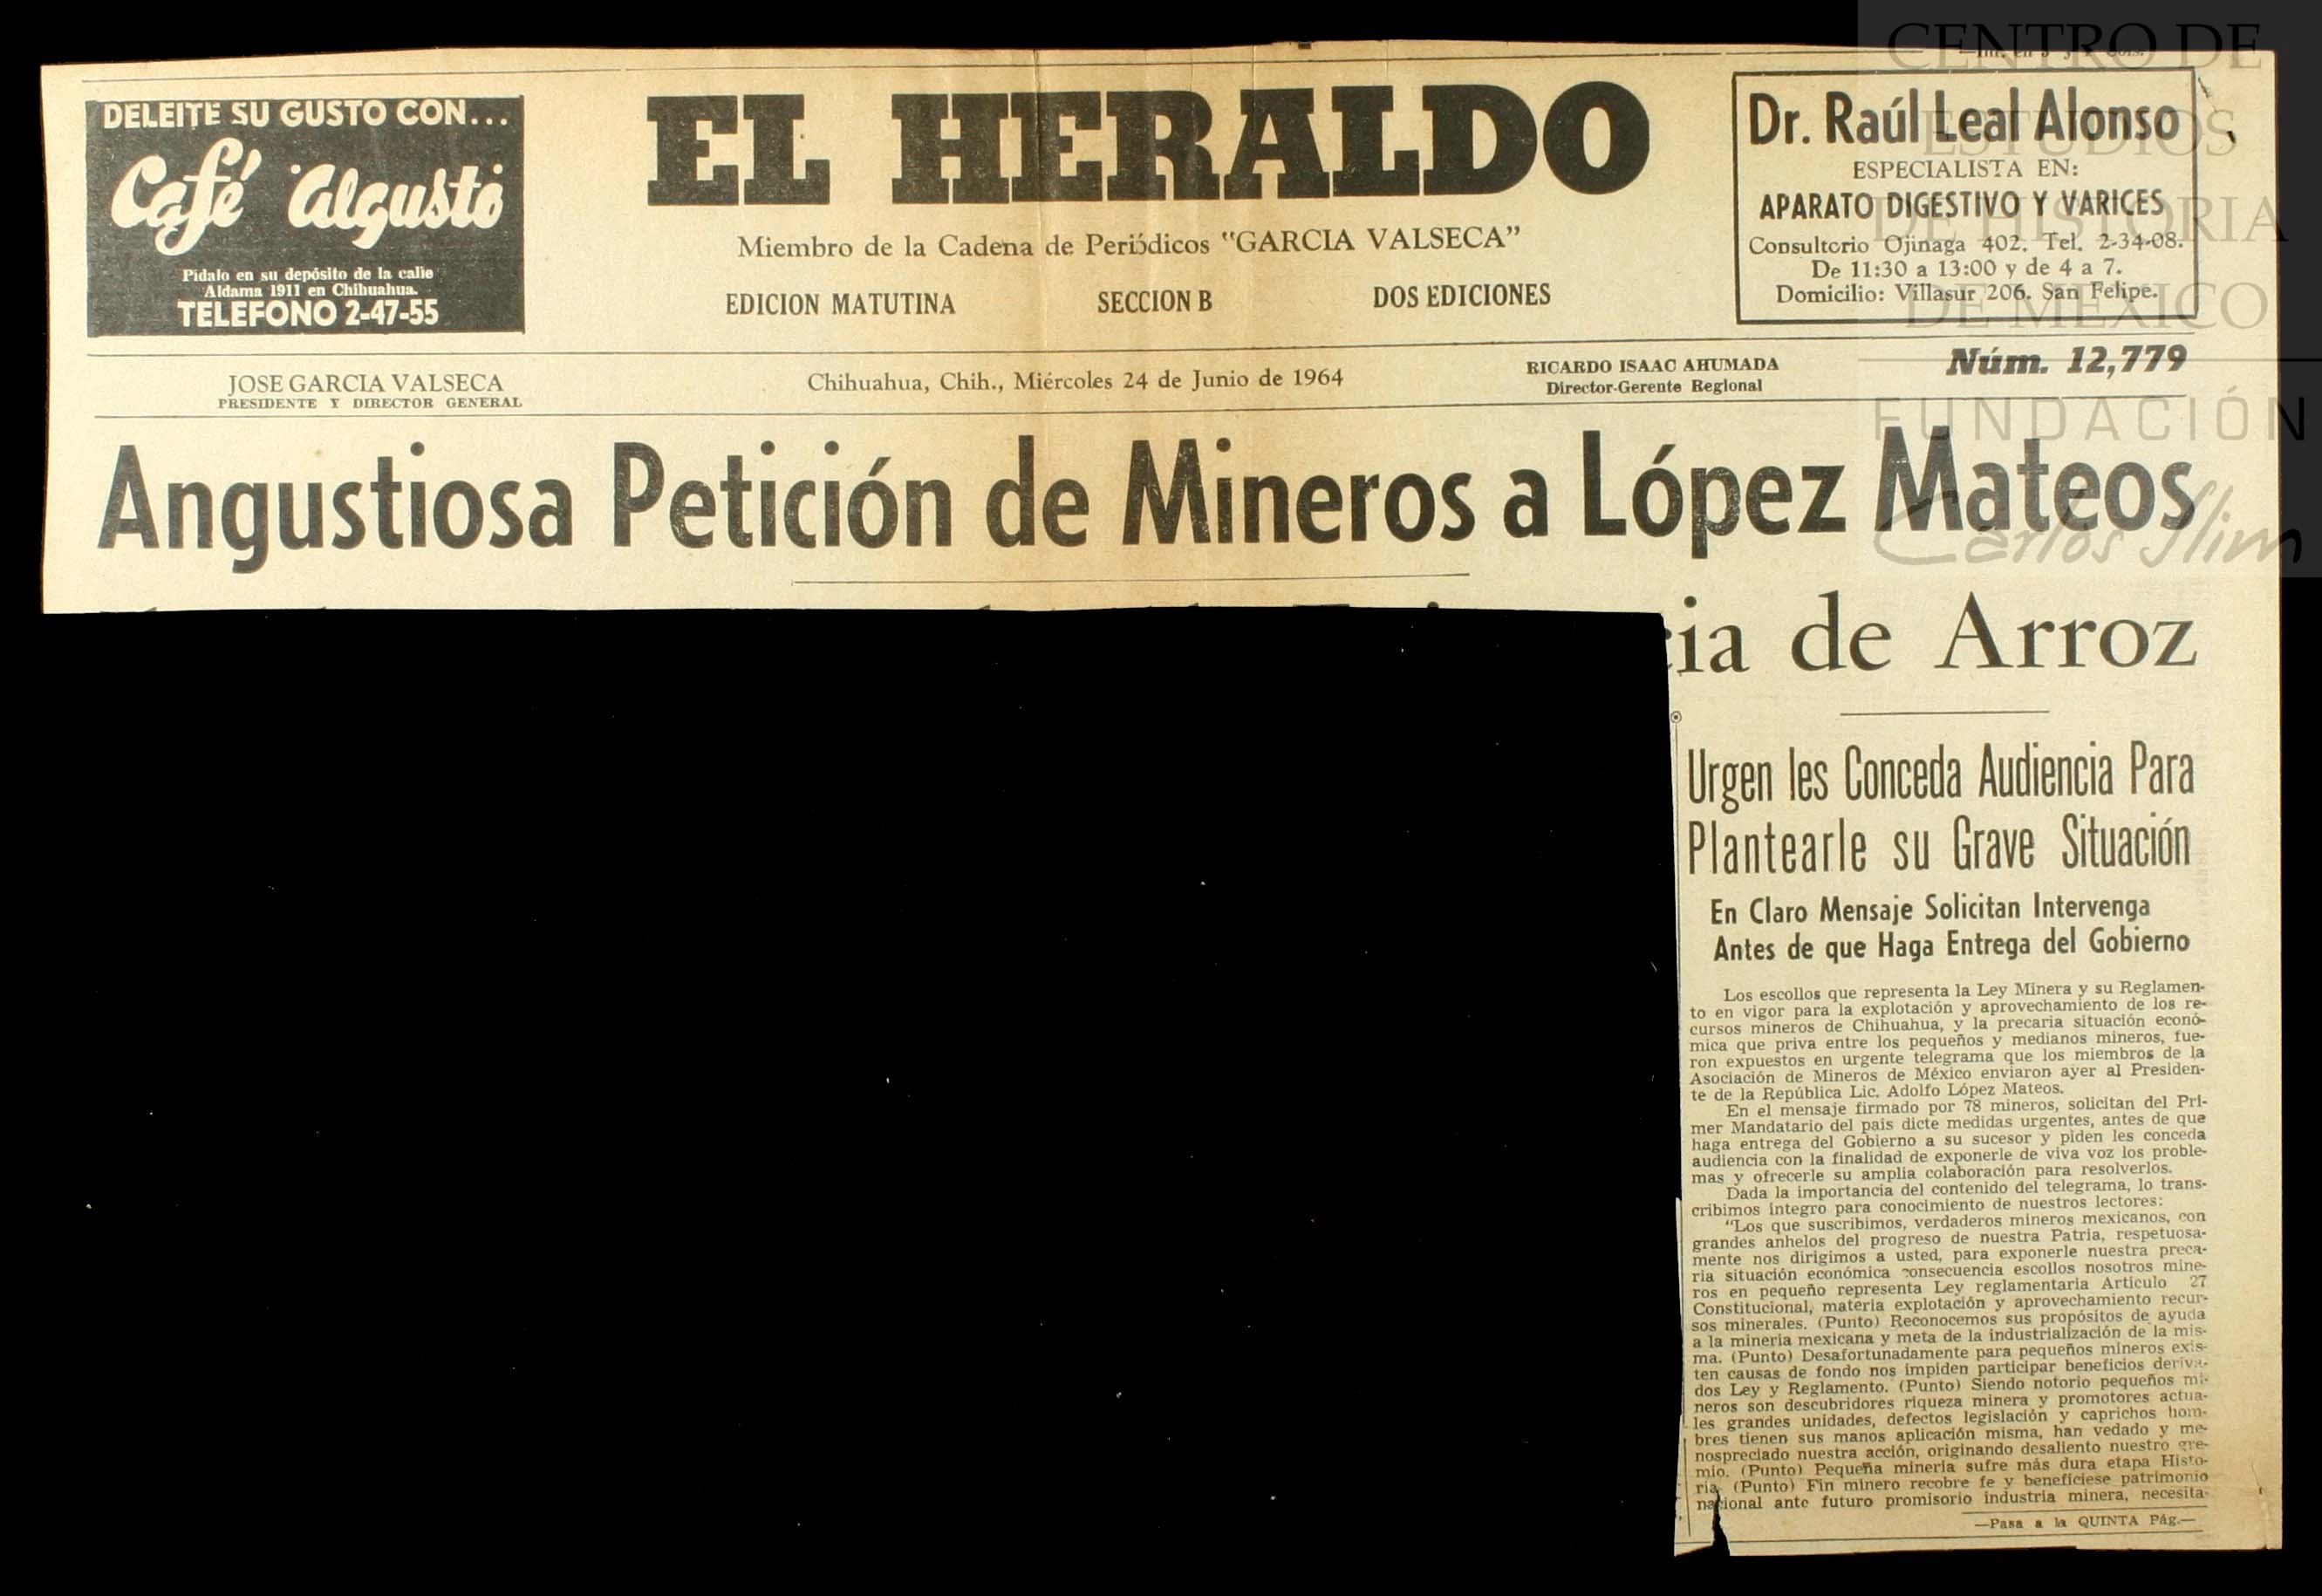 DELEITE SU GUSTO CON...
Café Algusto
Pídalo en su depósito de la calle
Aldama 1911 en Chihuahua.
TELEFONO 2-47-55
EL HERALDO
Miembro de la Cadena de Periódicos "GARCIA VALSECA"
EDICION MATUTINA SECCION B DOS EDICIONES
Dr. Raúl Leal Alonso
ESPECIALISTA EN:
APARATO DIGESTIVO Y VARICES
Consultorio Ojinaga 402. Tel. 2-34-08.
De 11:30 a 13:00 y de 4 a 7.
Domicilio: Villasur 206. San Felipe.
JOSE GARCIA VALSECA
PRESIDENTE Y DIRECTOR GENERAL
Chihuahua, Chih., Miércoles 24 de Junio de 1964
RICARDO ISAAC AHUMADA
Director-Gerente Regional
Núm. 12,779
Angustiosa Petición de Mineros a López Mateos
cia de Arroz
Urgen les Conceda Audiencia Para
Plantearle su Grave Situación
En Claro Mensaje Solicitan Intervenga
Antes de que Haga Entrega del Gobierno
Los escollos que representa la Ley Minera y su Reglamen-
to en vigor para la explotación y aprovechamiento de los re-
cursos mineros de Chihuahua, y la precaria situación econó-
mica que priva entre los pequeños y medianos mineros, fue-
ron expuestos en urgente telegrama que los miembros de la
Asociación de Mineros de México enviaron ayer al Presiden-
te de la República Lic. Adolfo López Mateos.
En el mensaje firmado por 78 mineros, solicitan del Pri-
mer Mandatario del país dicte medidas urgentes, antes de que
haga entrega del Gobierno a su sucesor y piden les conceda
audiencia con la finalidad de exponerle de viva voz los proble-
mas y ofrecerle su amplia colaboración para resolverlos.
Dada la importancia del contenido del telegrama, lo trans-
cribimos íntegro para conocimiento de nuestros lectores:
"Los que suscribimos, verdaderos mineros mexicanos, con
grandes anhelos del progreso de nuestra Patria, respetuosa-
mente nos dirigimos a usted, para exponerle nuestra preca-
ria situación económica consecuencia escollos nosotros mine-
ros en pequeño representa Ley reglamentaria Artículo 27
Constitucional, materia explotación y aprovechamiento recur-
sos minerales. (Punto) Reconocemos sus propósitos de ayuda
a la minería mexicana y meta de la industrialización de la mis-
ma. (Punto) Desafortunadamente para pequeños mineros exis-
ten causas de fondo nos impiden participar beneficios deriva-
dos Ley y Reglamento. (Punto) Siendo notorio pequeños mi-
neros son descubridores riqueza minera y promotores actua-
les grandes unidades, defectos legislación y caprichos hom-
bres tienen sus manos aplicación misma, han vedado y me-
nospreciado nuestra acción, originando desaliento nuestro gre-
mio. (Punto) Pequeña minería sufre más dura etapa Histo-
ria. (Punto) Fin minero recobre fe y benefíciese patrimonio
nacional ante futuro promisorio industria minera, necesita-
—Pasa a la QUINTA Pág.—
CENTRO DE
ESTUDIOS
DE HISTORIA
DE MÉXICO
FUNDACIÓN
Carlos Slim